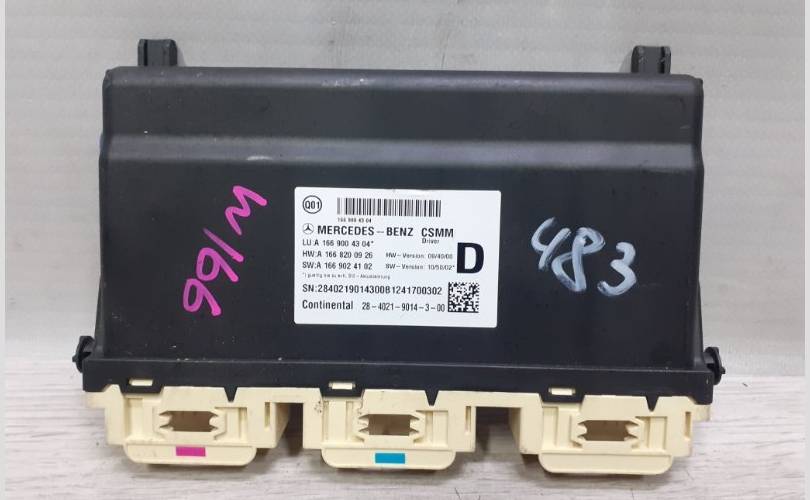 Q01
166 900 43 04
MERCEDES-BENZ CSMM
Driver
LU:A 166 900 43 04*
HW:A 166 820 09 26 HW-Version: 09/40/00
SW:A 166 902 41 02 SW-Version: 10/50/02*
D
SN:2840219014300B1241700302
Continental 28-4021-9014-3-00
991M
483